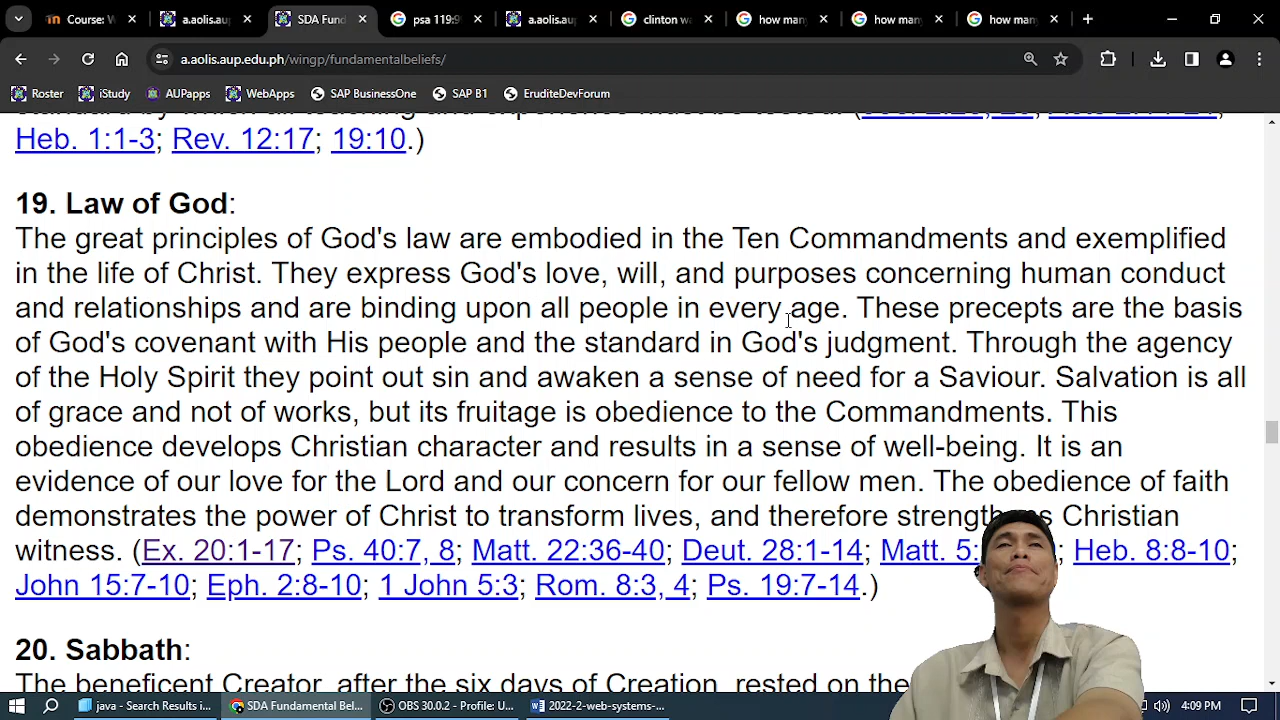 Course: W
a.aolis.aup
SDA Fund
psa 119:9
a.aolis.aup
clinton w
how many
how many
how many
a.aolis.aup.edu.ph/wingp/fundamentalbeliefs/
Roster iStudy AUPapps WebApps SAP BusinessOne SAP B1 EruditeDevForum
Heb. 1:1-3; Rev. 12:17; 19:10.)
19. Law of God:
The great principles of God's law are embodied in the Ten Commandments and exemplified
in the life of Christ. They express God's love, will, and purposes concerning human conduct
and relationships and are binding upon all people in every age. These precepts are the basis
of God's covenant with His people and the standard in God's judgment. Through the agency
of the Holy Spirit they point out sin and awaken a sense of need for a Saviour. Salvation is all
of grace and not of works, but its fruitage is obedience to the Commandments. This
obedience develops Christian character and results in a sense of well-being. It is an
evidence of our love for the Lord and our concern for our fellow men. The obedience of faith
demonstrates the power of Christ to transform lives, and therefore strengthens Christian
witness. (Ex. 20:1-17; Ps. 40:7, 8; Matt. 22:36-40; Deut. 28:1-14; Matt. 5: ; Heb. 8:8-10;
John 15:7-10; Eph. 2:8-10; 1 John 5:3; Rom. 8:3, 4; Ps. 19:7-14.)
20. Sabbath:
The beneficent Creator, after the six days of Creation, rested on the
java - Search Results i... SDA Fundamental Bel... OBS 30.0.2 - Profile: U... 2022-2-web-systems-... 4:09 PM